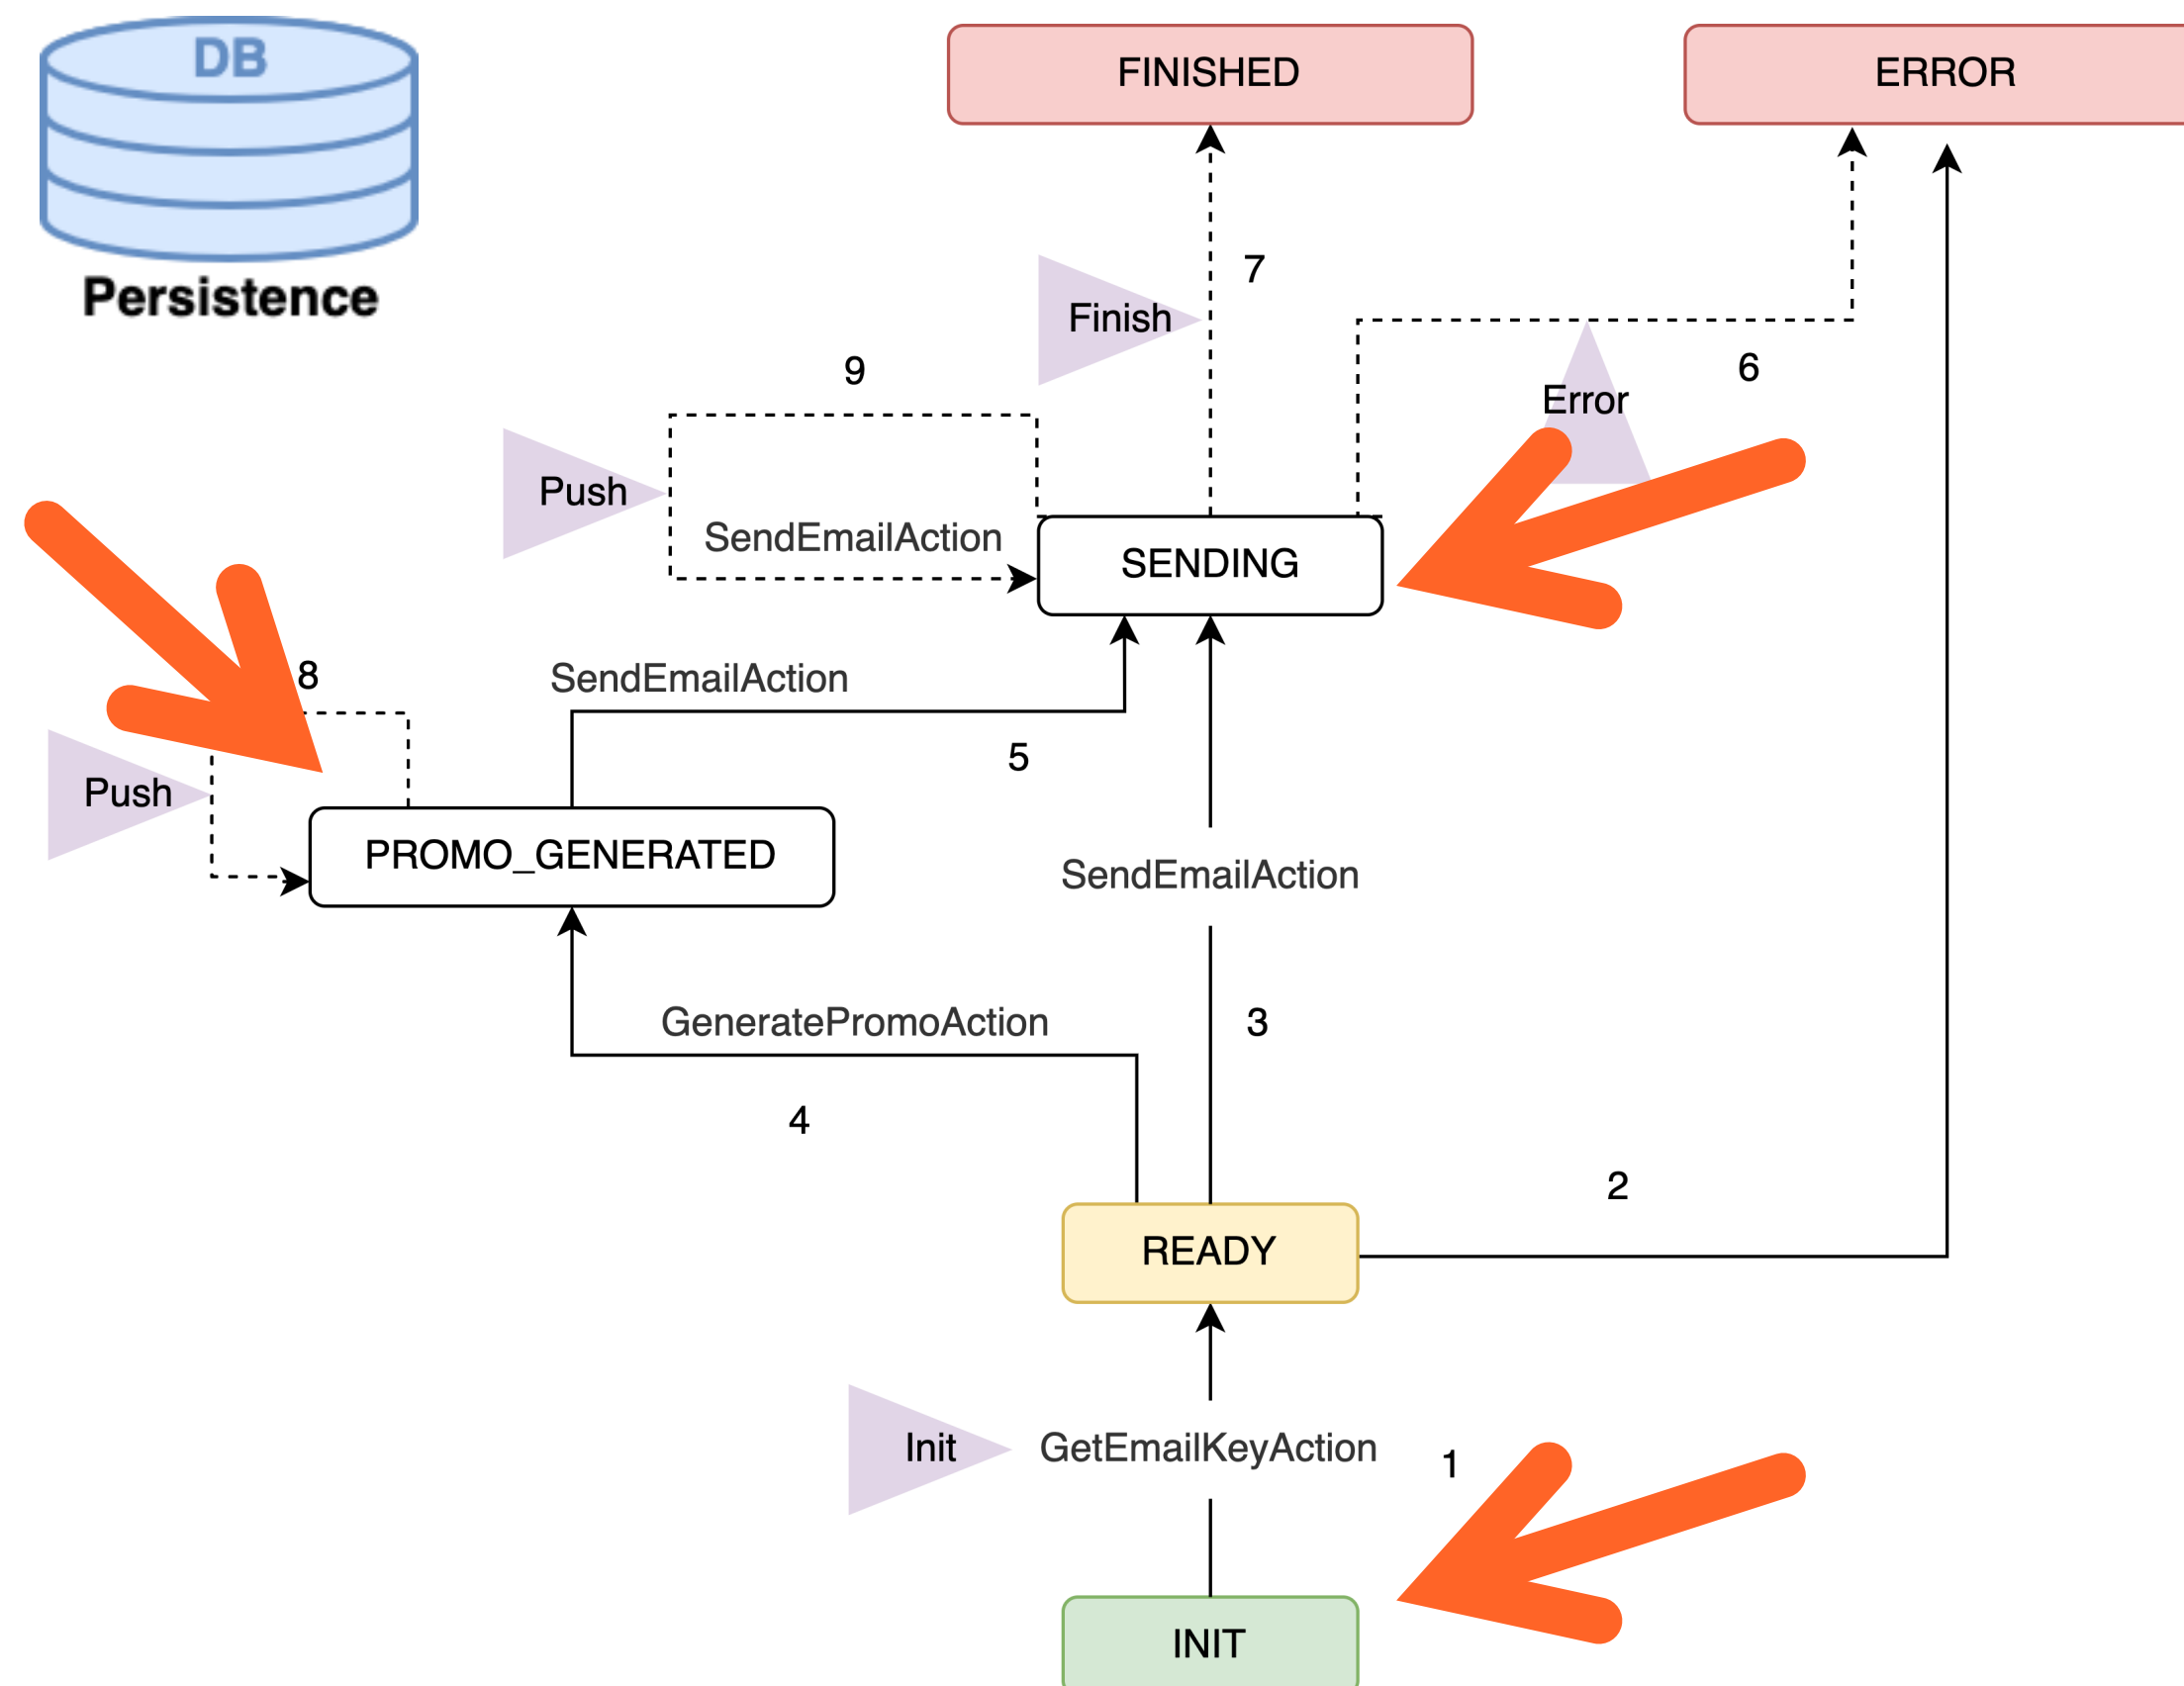 DB
Persistence
FINISHED
ERROR
7
Finish
9
6
Error
Push
SendEmailAction
SENDING
8
SendEmailAction
5
Push
PROMO_GENERATED
SendEmailAction
GeneratePromoAction
3
4
2
READY
Init
GetEmailKeyAction
1
INIT